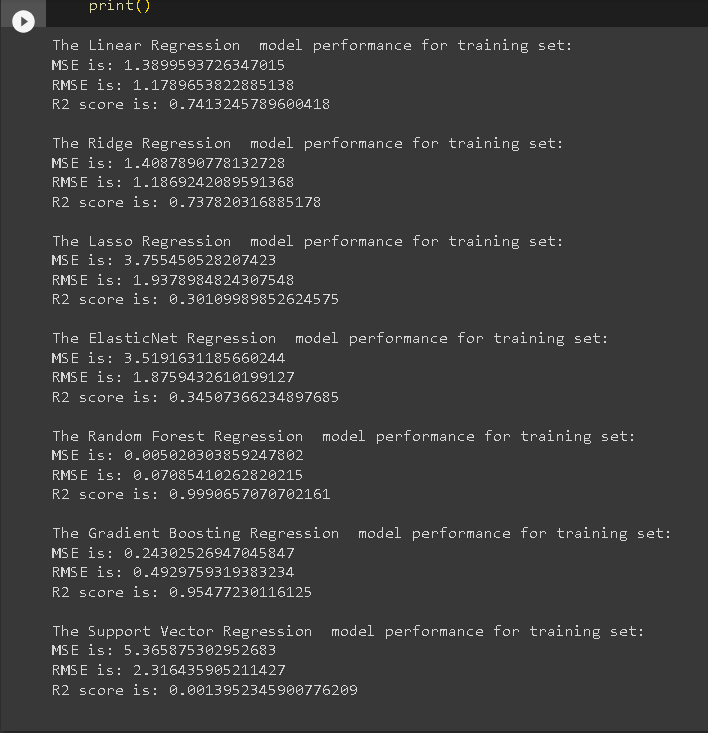 print()
The Linear Regression  model performance for training set:
MSE is: 1.3899593726347015
RMSE is: 1.1789653822885138
R2 score is: 0.7413245789600418
The Ridge Regression  model performance for training set:
MSE is: 1.4087890778132728
RMSE is: 1.1869242089591368
R2 score is: 0.737820316885178
The Lasso Regression  model performance for training set:
MSE is: 3.755450528207423
RMSE is: 1.9378984824307548
R2 score is: 0.30109989852624575
The ElasticNet Regression  model performance for training set:
MSE is: 3.5191631185660244
RMSE is: 1.8759432610199127
R2 score is: 0.34507366234897685
The Random Forest Regression  model performance for training set:
MSE is: 0.005020303859247802
RMSE is: 0.07085410262820215
R2 score is: 0.9990657070702161
The Gradient Boosting Regression  model performance for training set:
MSE is: 0.24302526947045847
RMSE is: 0.4929759319383234
R2 score is: 0.95477230116125
The Support Vector Regression  model performance for training set:
MSE is: 5.365875302952683
RMSE is: 2.316435905211427
R2 score is: 0.0013952345900776209